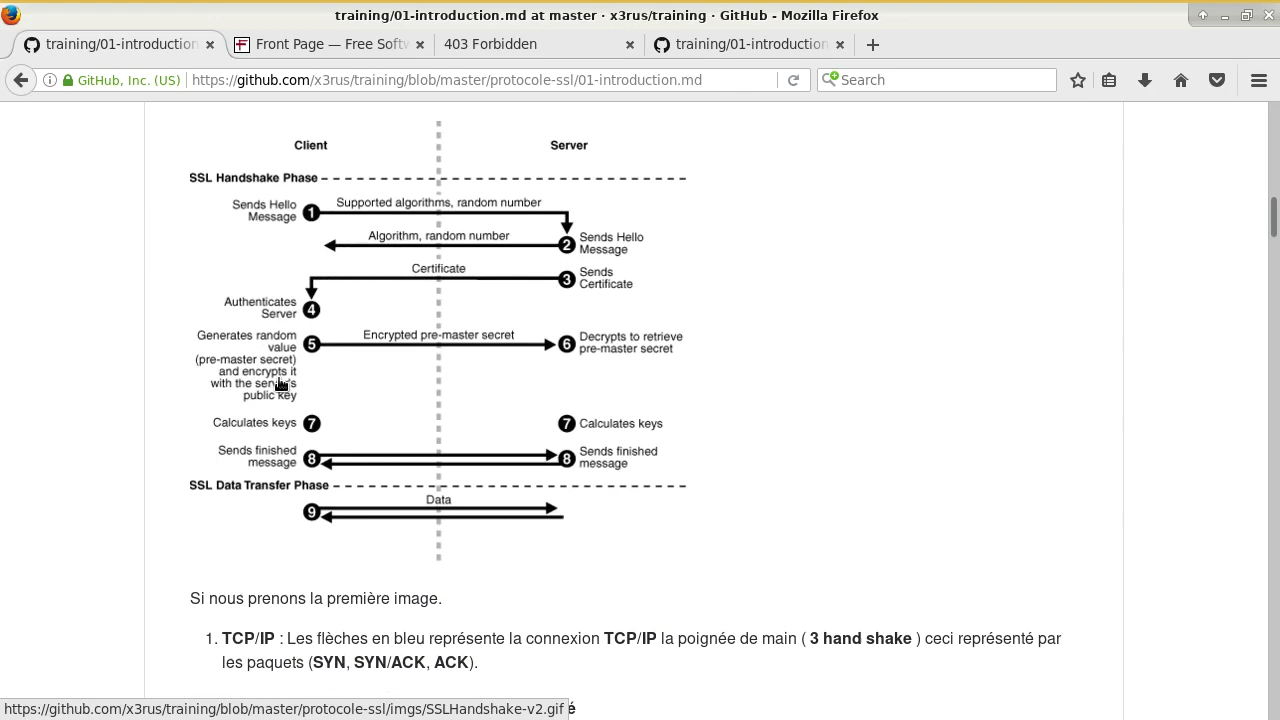 training/01-introduction.md at master · x3rus/training · GitHub - Mozilla Firefox
training/01-introduction
Front Page — Free Softw
403 Forbidden
training/01-introduction
GitHub, Inc. (US)
https://github.com/x3rus/training/blob/master/protocole-ssl/01-introduction.md
Search
Client
Server
SSL Handshake Phase
Sends Hello
Message
1
Supported algorithms, random number
Algorithm, random number
2
Sends Hello
Message
Certificate
3
Sends
Certificate
Authenticates
Server
4
Generates random
value
(pre-master secret)
and encrypts it
with the
public key
5
Encrypted pre-master secret
6
Decrypts to retrieve
pre-master secret
Calculates keys
7
7
Calculates keys
Sends finished
message
8
8
Sends finished
message
SSL Data Transfer Phase
Data
9
Si nous prenons la première image.
1. TCP/IP : Les flèches en bleu représente la connexion TCP/IP la poignée de main ( 3 hand shake ) ceci représenté par
les paquets (SYN, SYN/ACK, ACK).
https://github.com/x3rus/training/blob/master/protocole-ssl/imgs/SSLHandshake-v2.gif